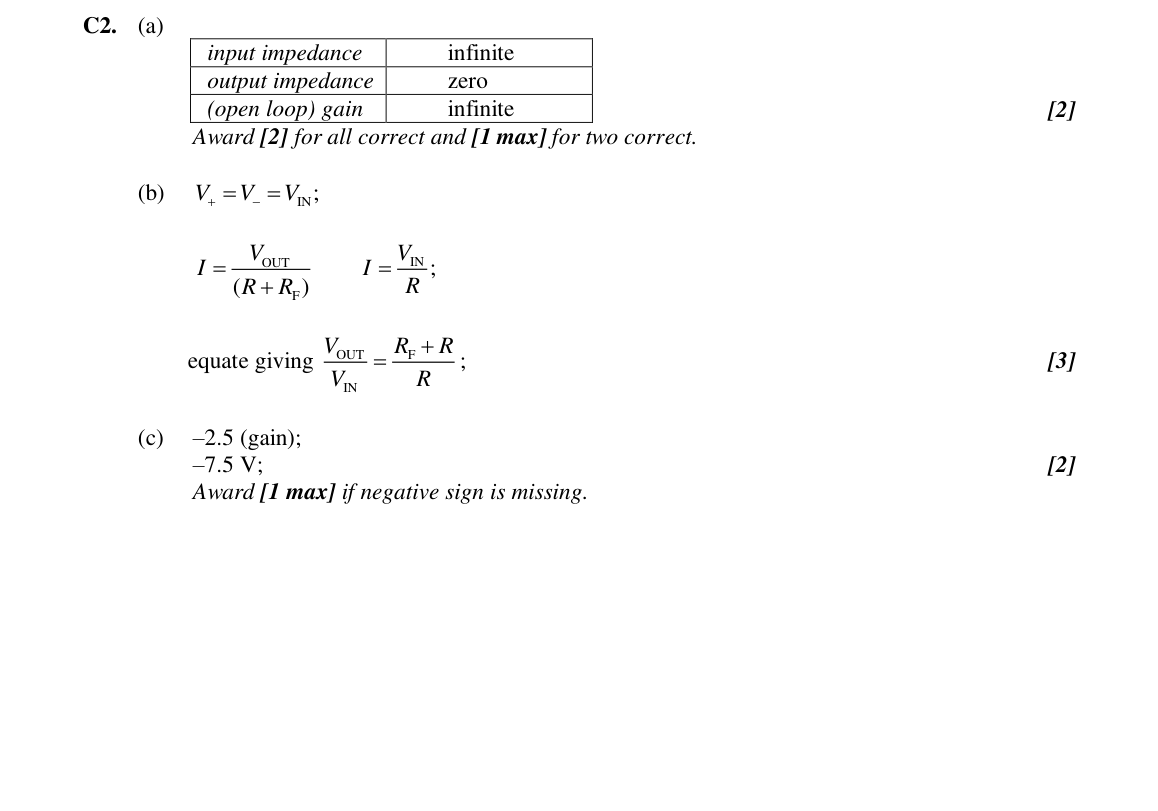 C2. (a)
input impedance infinite
output impedance zero
(open loop) gain infinite
[2]
Award [2] for all correct and [1 max] for two correct.
(b) V₊ = V₋ = V_IN;
I = V_OUT / (R + R_F) I = V_IN / R;
equate giving V_OUT / V_IN = (R_F + R) / R; [3]
(c) –2.5 (gain);
–7.5 V; [2]
Award [1 max] if negative sign is missing.